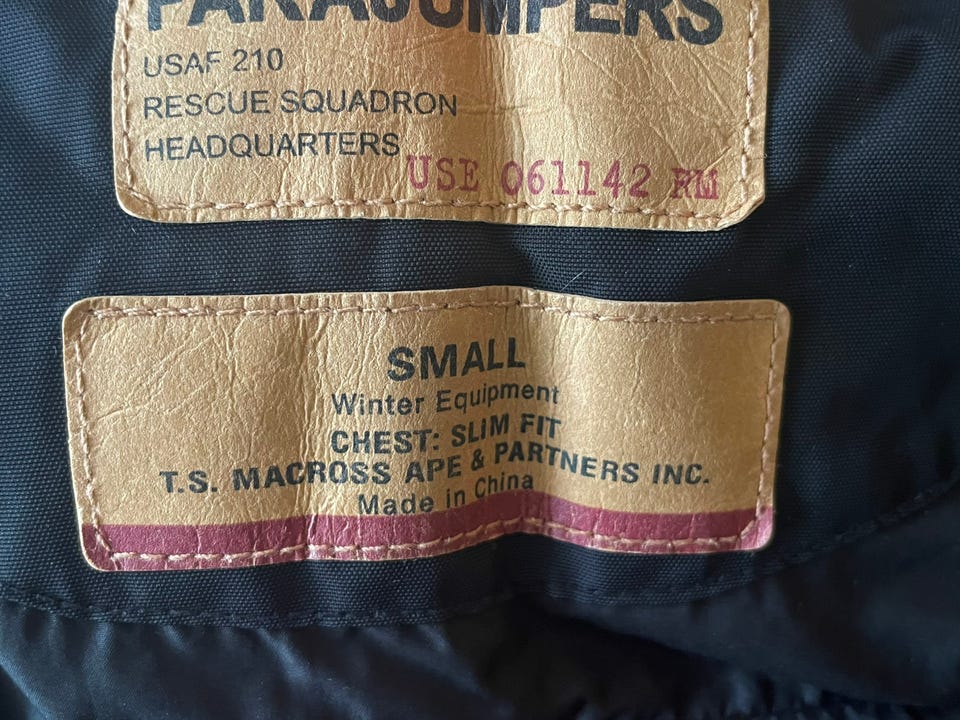 PARAJUMPERS
USAF 210
RESCUE SQUADRON
HEADQUARTERS
USE 061142 RM
SMALL
Winter Equipment
CHEST: SLIM FIT
T.S. MACROSS APE & PARTNERS INC.
Made in China